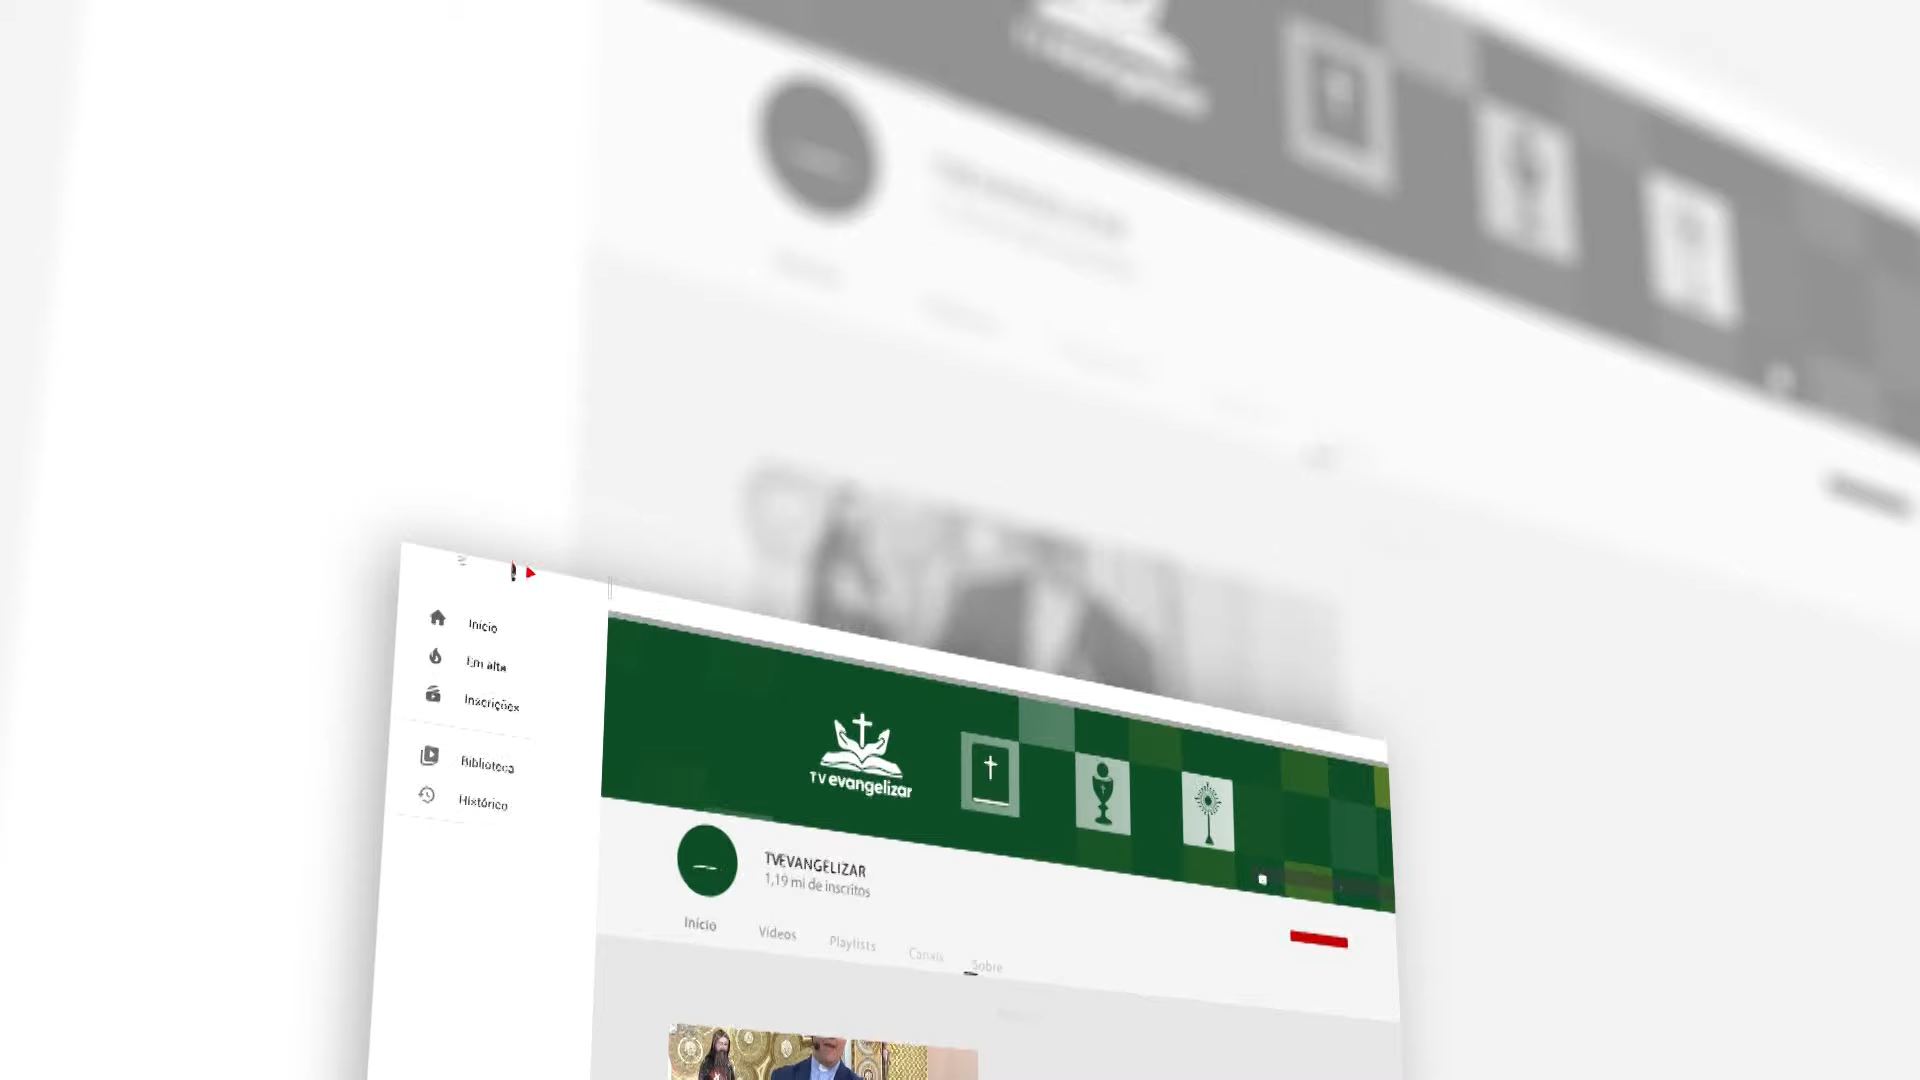 Início
Em alta
Inscrições
Biblioteca
Histórico
TV evangelizar
TVEVANGELIZAR
1,19 mi de inscritos
Início Vídeos Playlists Canais Sobre